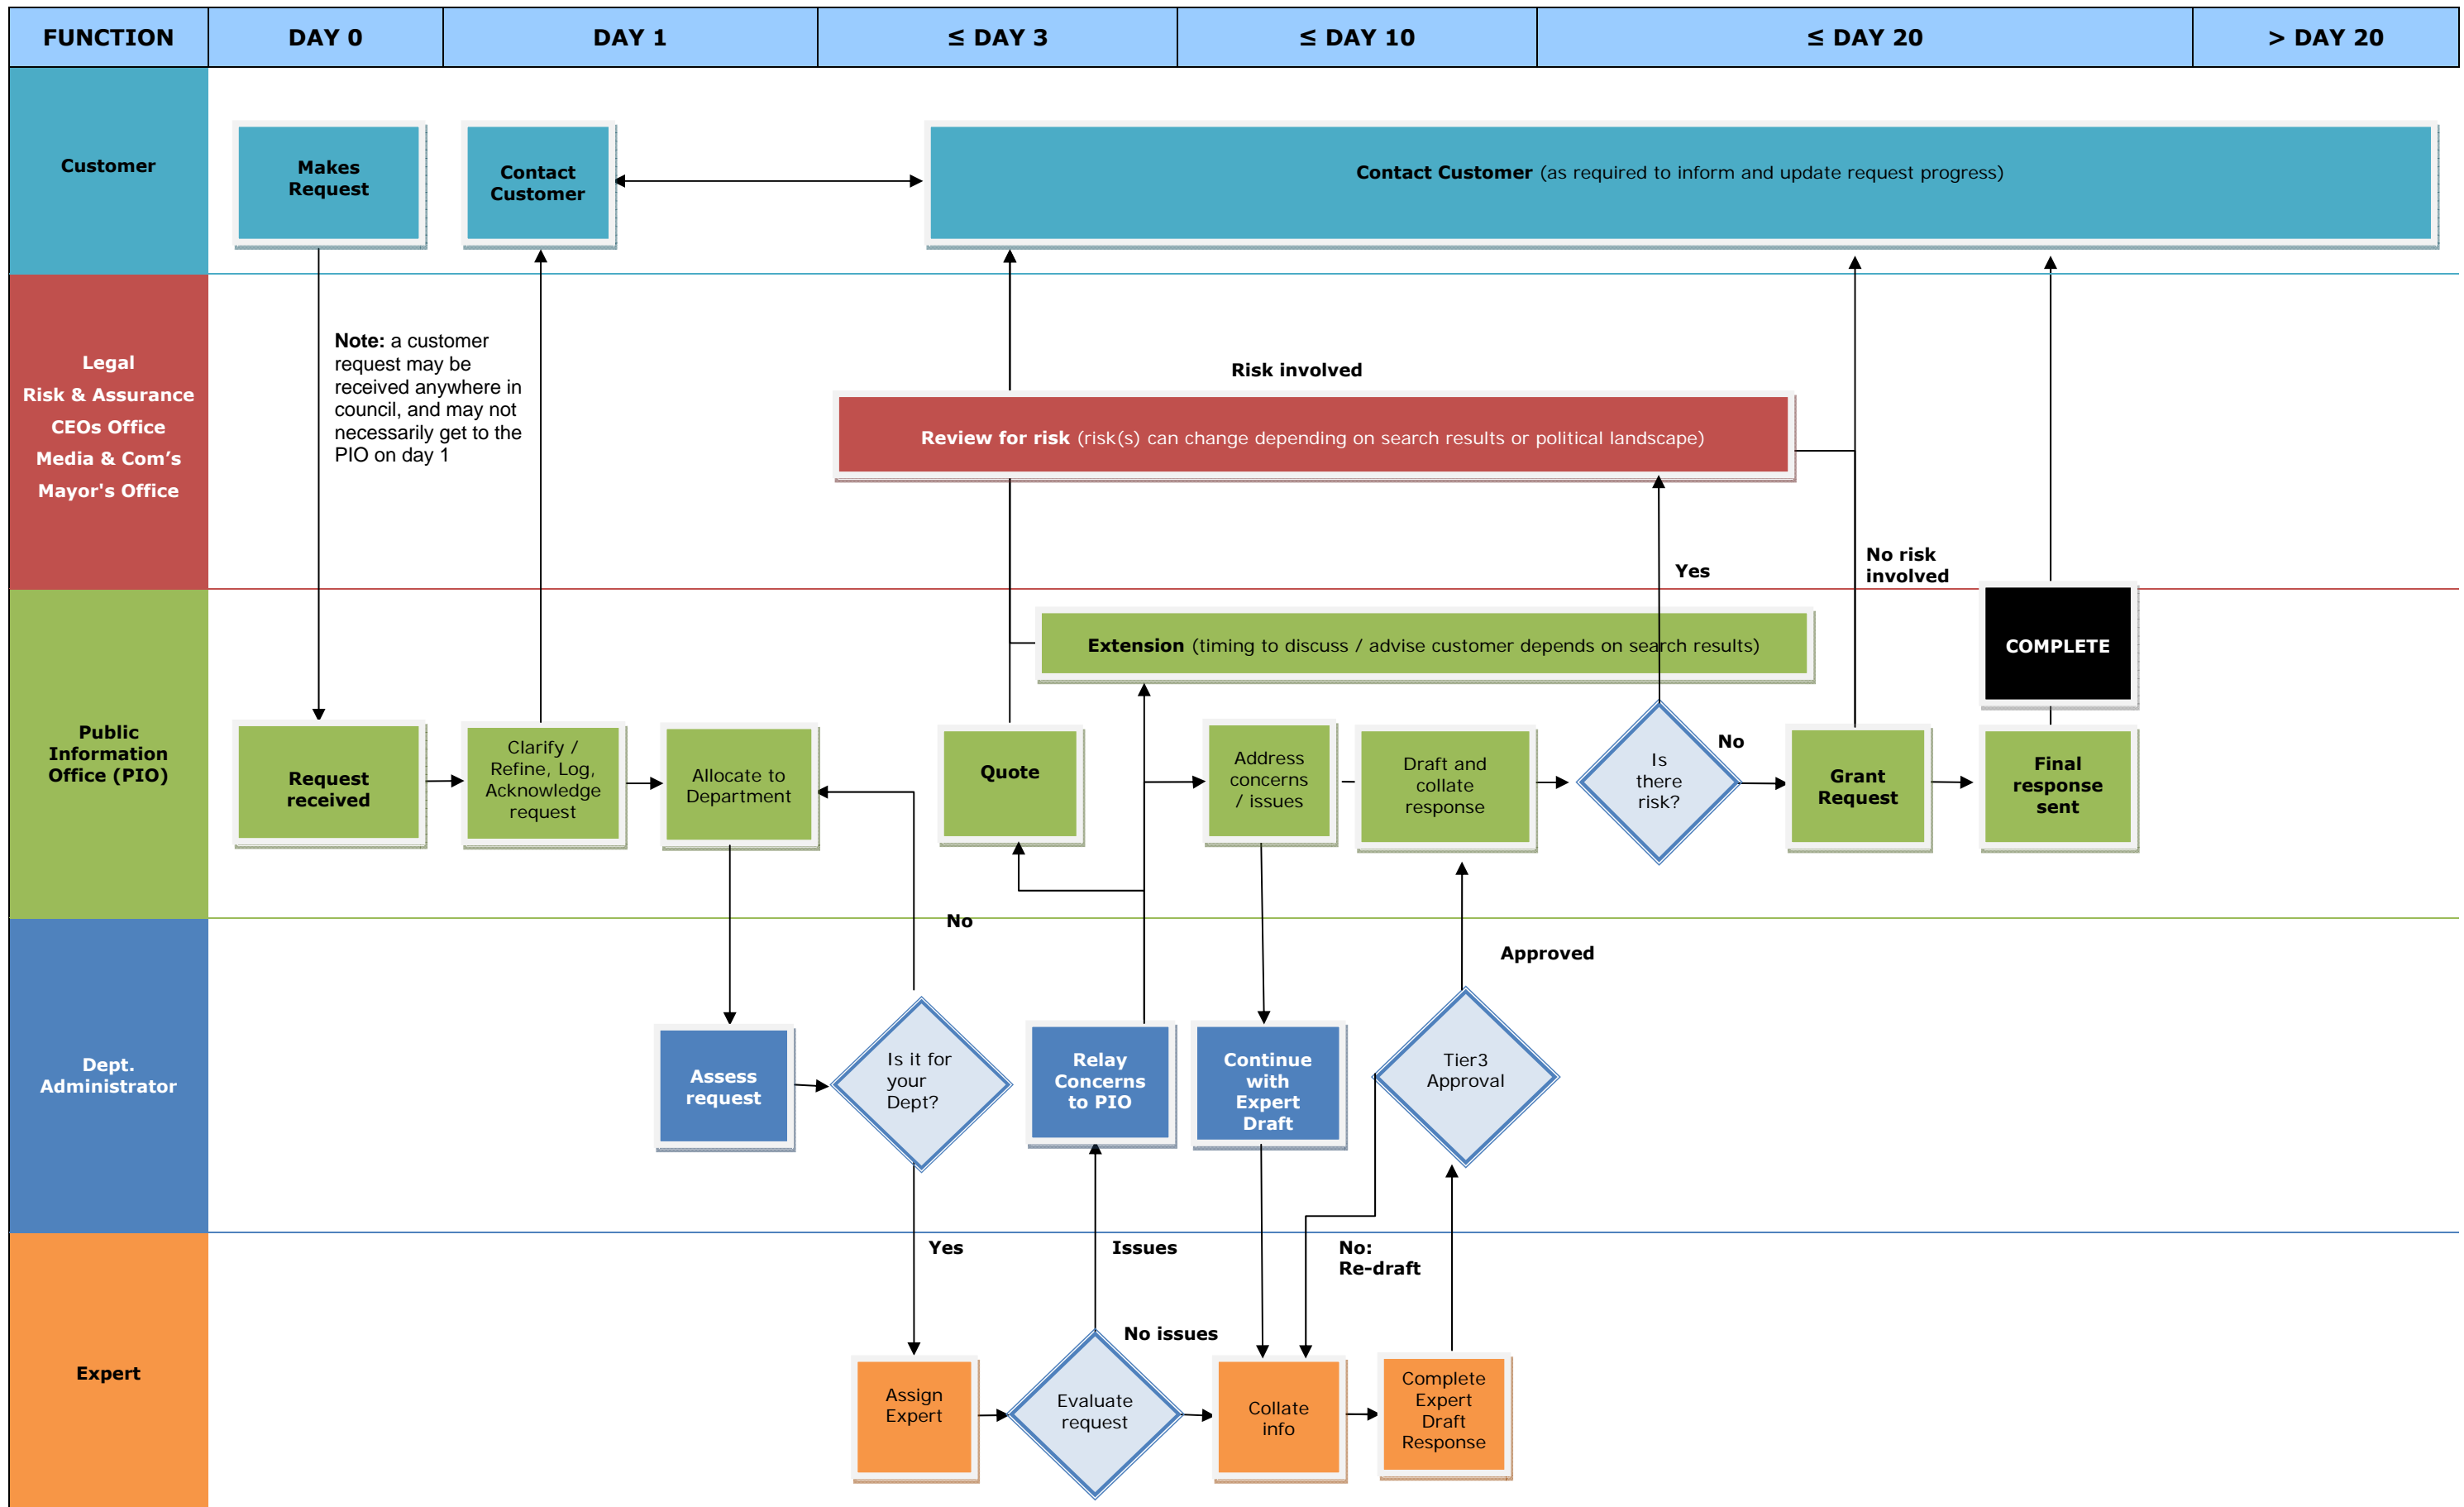 FUNCTION
DAY 0
DAY 1
≤ DAY 3
≤ DAY 10
≤ DAY 20
> DAY 20
Customer
Makes
Request
Contact
Customer
Contact Customer (as required to inform and update request progress)
Legal
Risk & Assurance
CEOs Office
Media & Com’s
Mayor's Office
Note: a customer
request may be
received anywhere in
council, and may not
necessarily get to the
PIO on day 1
Risk involved
Review for risk (risk(s) can change depending on search results or political landscape)
Yes
No risk
involved
Public
Information
Office (PIO)
Extension (timing to discuss / advise customer depends on search results)
COMPLETE
Request
received
Clarify /
Refine, Log,
Acknowledge
request
Allocate to
Department
Quote
Address
concerns
/ issues
Draft and
collate
response
Is
there
risk?
No
Grant
Request
Final
response
sent
No
Approved
Dept.
Administrator
Assess
request
Is it for
your
Dept?
Relay
Concerns
to PIO
Continue
with
Expert
Draft
Tier3
Approval
Yes
Issues
No:
Re-draft
No issues
Expert
Assign
Expert
Evaluate
request
Collate
info
Complete
Expert
Draft
Response